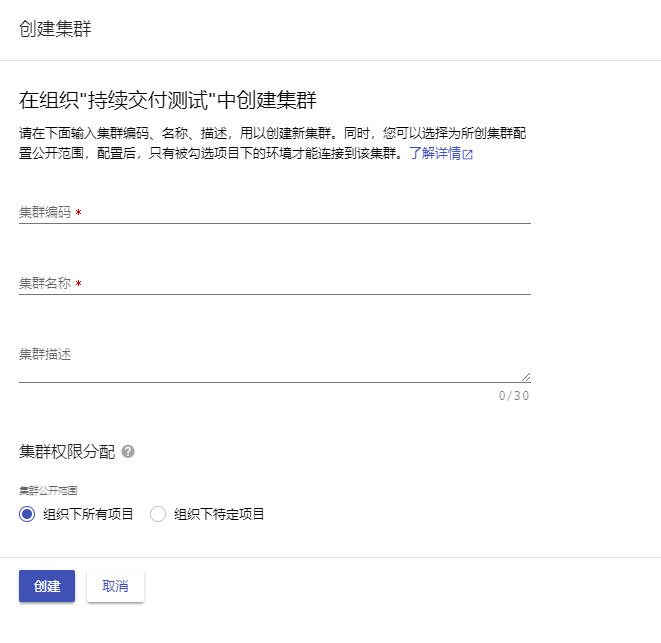 创建集群
在组织"持续交付测试"中创建集群
请在下面输入集群编码、名称、描述，用以创建新集群。同时，您可以选择为所创集群配
置公开范围，配置后，只有被勾选项目下的环境才能连接到该集群。了解详情
集群编码 *
集群名称 *
集群描述
0/30
集群权限分配 ?
集群公开范围
组织下所有项目 组织下特定项目
创建 取消